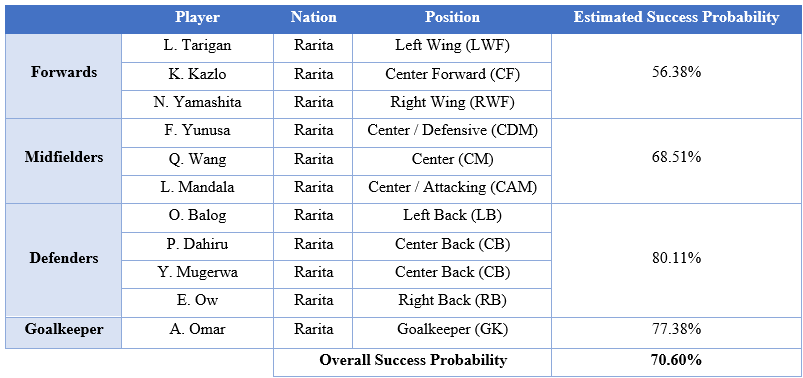 Player Nation Position Estimated Success Probability
L. Tarigan Rarita Left Wing (LWF)
Forwards K. Kazlo Rarita Center Forward (CF) 56.38%
N. Yamashita Rarita Right Wing (RWF)
F. Yunusa Rarita Center / Defensive (CDM)
Midfielders Q. Wang Rarita Center (CM) 68.51%
L. Mandala Rarita Center / Attacking (CAM)
O. Balog Rarita Left Back (LB)
P. Dahiru Rarita Center Back (CB)
Defenders 80.11%
Y. Mugerwa Rarita Center Back (CB)
E. Ow Rarita Right Back (RB)
Goalkeeper A. Omar Rarita Goalkeeper (GK) 77.38%
Overall Success Probability 70.60%